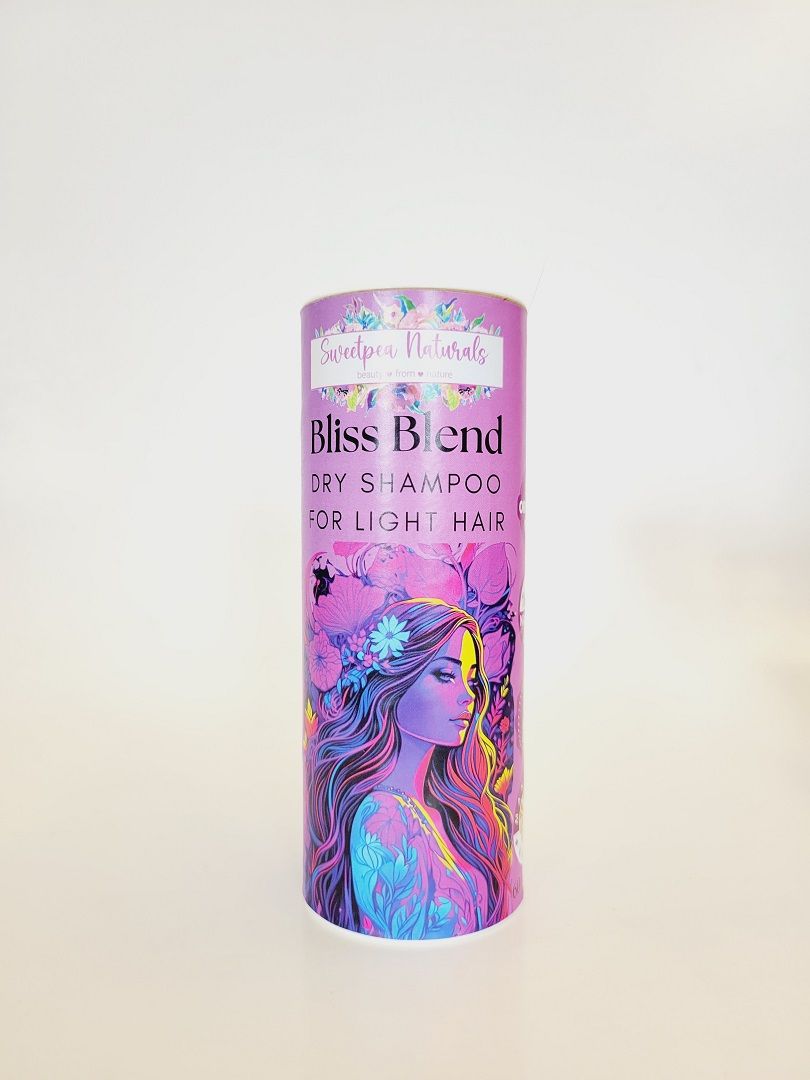 Sweetpea Naturals
beauty ♥ from ♥ nature
Bliss Blend
DRY SHAMPOO
FOR LIGHT HAIR